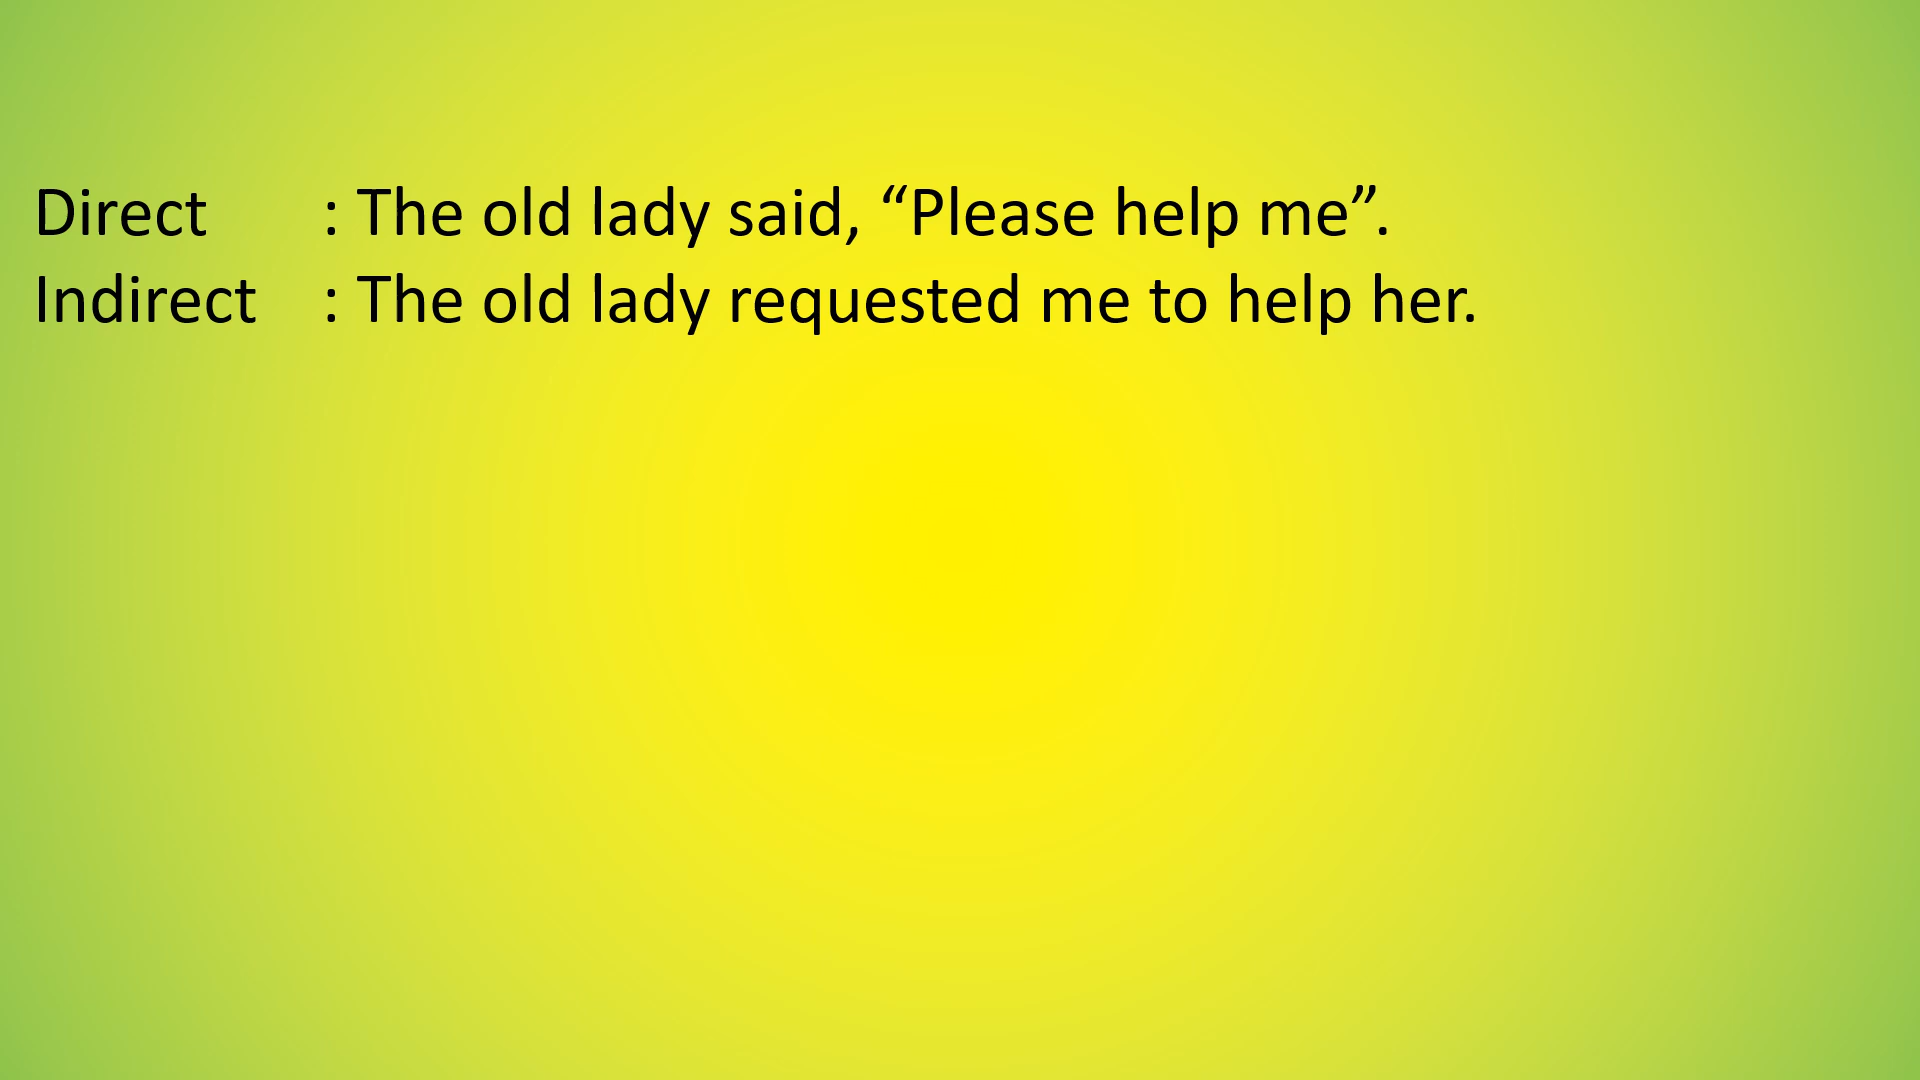 Direct : The old lady said, “Please help me”.
Indirect : The old lady requested me to help her.